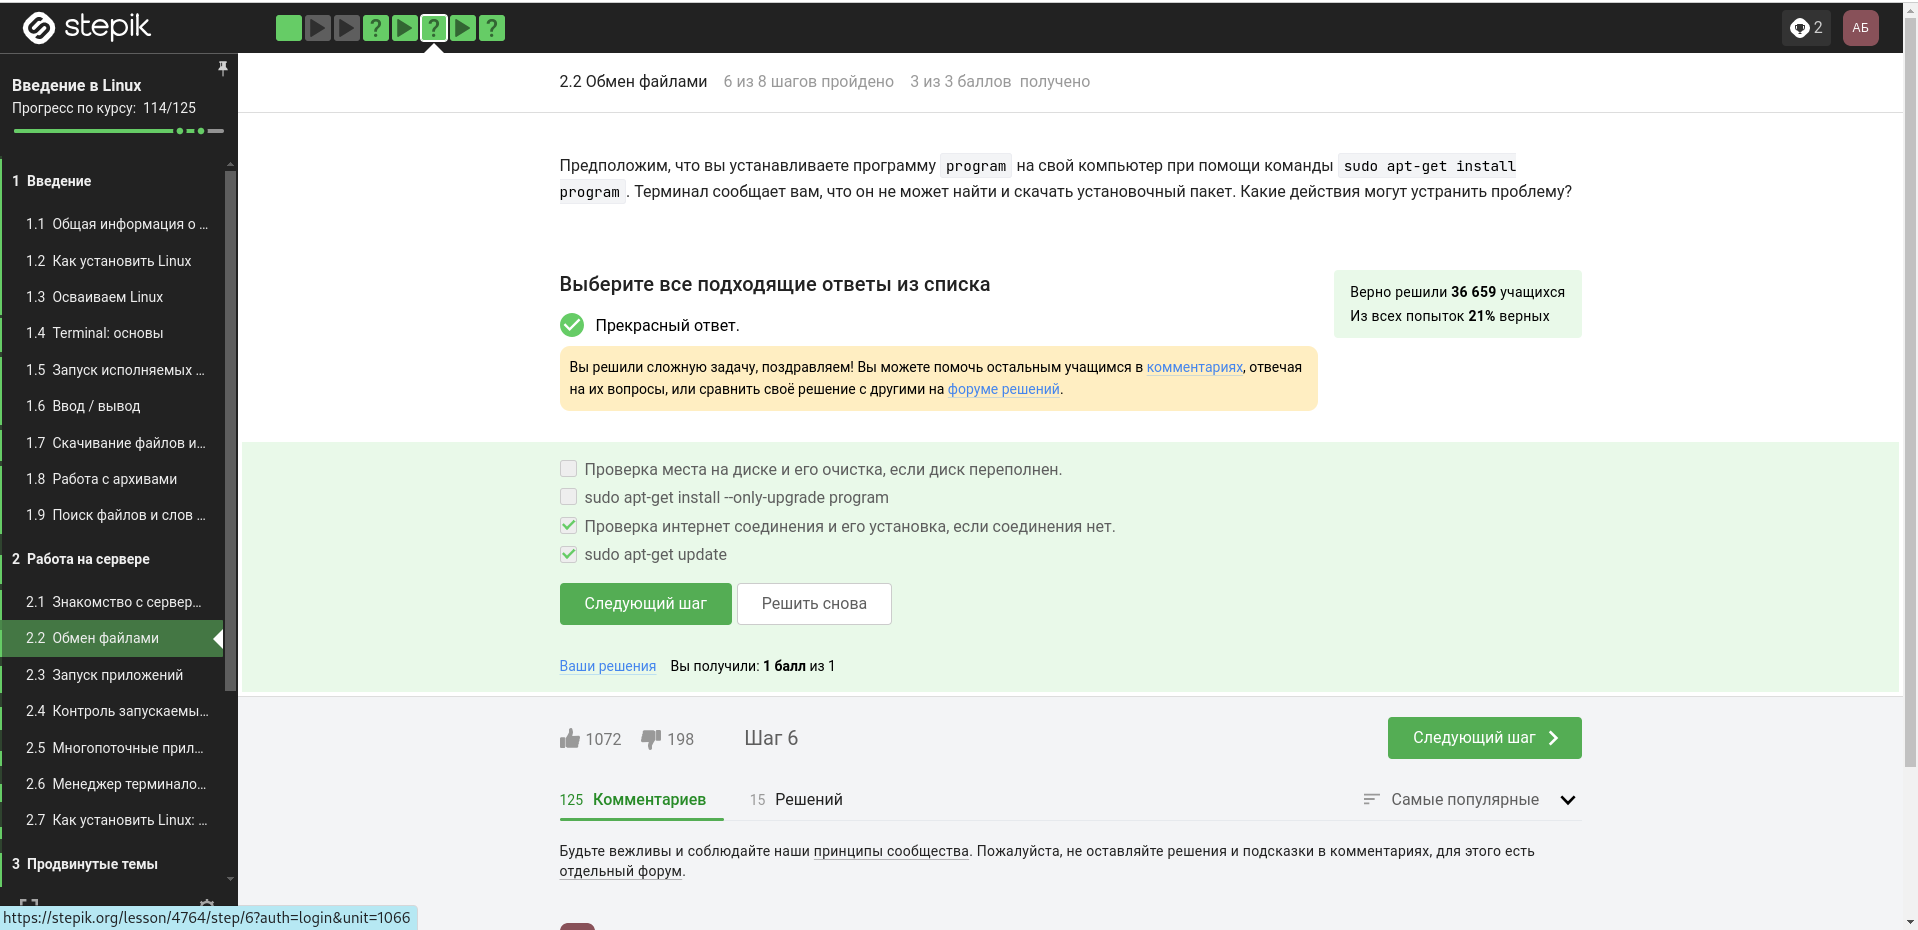 stepik
?
?
?
2
АБ
Введение в Linux
Прогресс по курсу: 114/125
1 Введение
1.1 Общая информация о ...
1.2 Как установить Linux
1.3 Осваиваем Linux
1.4 Terminal: основы
1.5 Запуск исполняемых ...
1.6 Ввод / вывод
1.7 Скачивание файлов и...
1.8 Работа с архивами
1.9 Поиск файлов и слов ...
2 Работа на сервере
2.1 Знакомство с сервер...
2.2 Обмен файлами
2.3 Запуск приложений
2.4 Контроль запускаемы...
2.5 Многопоточные прил...
2.6 Менеджер терминало...
2.7 Как установить Linux: ...
3 Продвинутые темы
https://stepik.org/lesson/4764/step/6?auth=login&unit=1066
2.2 Обмен файлами 6 из 8 шагов пройдено 3 из 3 баллов получено
Предположим, что вы устанавливаете программу program на свой компьютер при помощи команды sudo apt-get install
program . Терминал сообщает вам, что он не может найти и скачать установочный пакет. Какие действия могут устранить проблему?
Выберите все подходящие ответы из списка
Прекрасный ответ.
Верно решили 36 659 учащихся
Из всех попыток 21% верных
Вы решили сложную задачу, поздравляем! Вы можете помочь остальным учащимся в комментариях, отвечая
на их вопросы, или сравнить своё решение с другими на форуме решений.
Проверка места на диске и его очистка, если диск переполнен.
sudo apt-get install --only-upgrade program
Проверка интернет соединения и его установка, если соединения нет.
sudo apt-get update
Следующий шаг Решить снова
Ваши решения Вы получили: 1 балл из 1
1072 198 Шаг 6 Следующий шаг
125 Комментариев 15 Решений Самые популярные
Будьте вежливы и соблюдайте наши принципы сообщества. Пожалуйста, не оставляйте решения и подсказки в комментариях, для этого есть
отдельный форум.